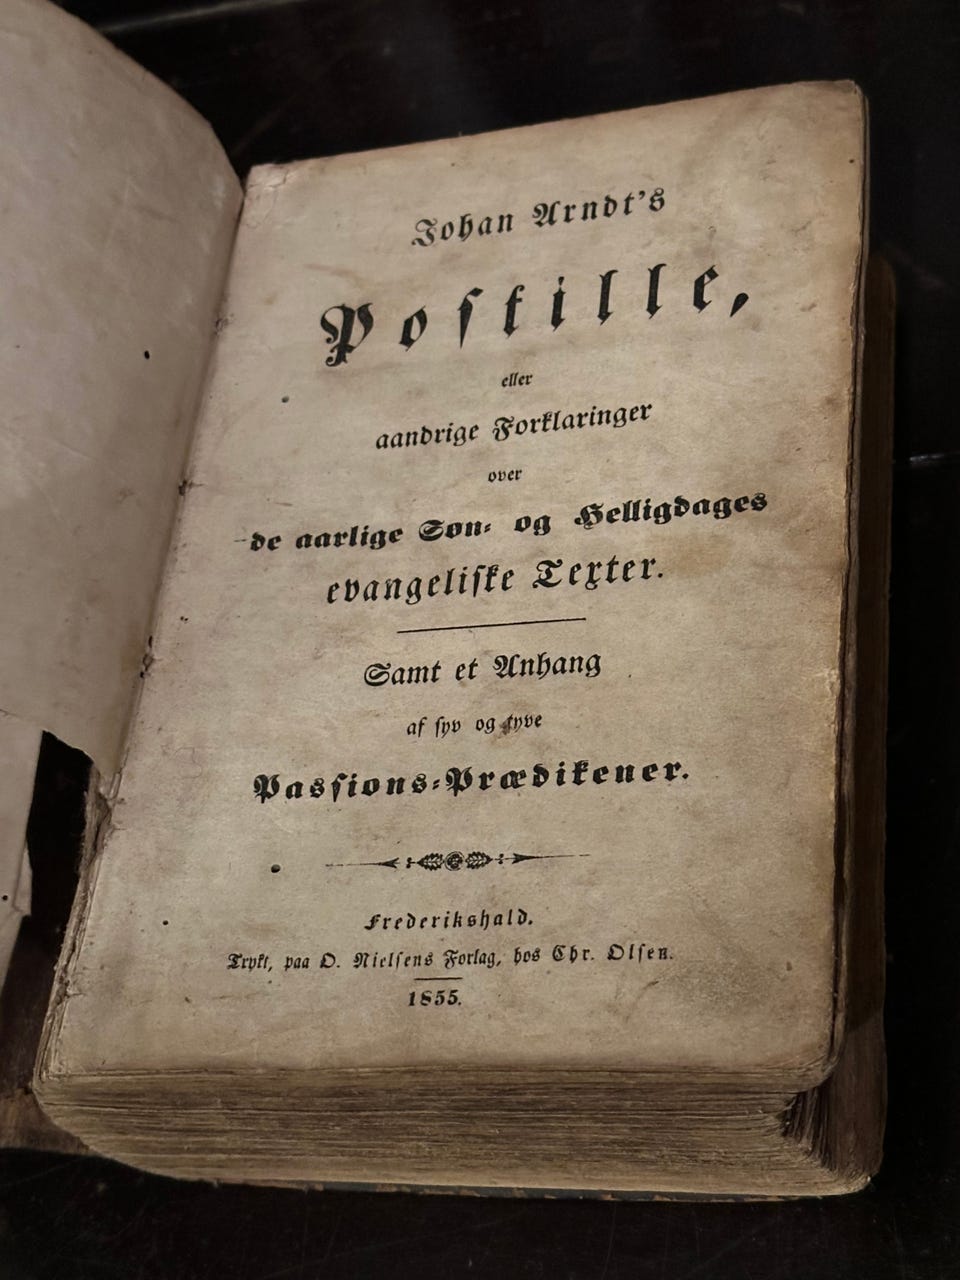 Johan Arndt's
Postille,
eller
aandrige Forklaringer
over
de aarlige Søn- og Helligdages
evangeliske Texter.
Samt et Anhang
af syv og tyve
Passions-Prædikener.
Frederikshald.
Trykt, paa O. Nielsens Forlag, hos Chr. Olsen.
1855.